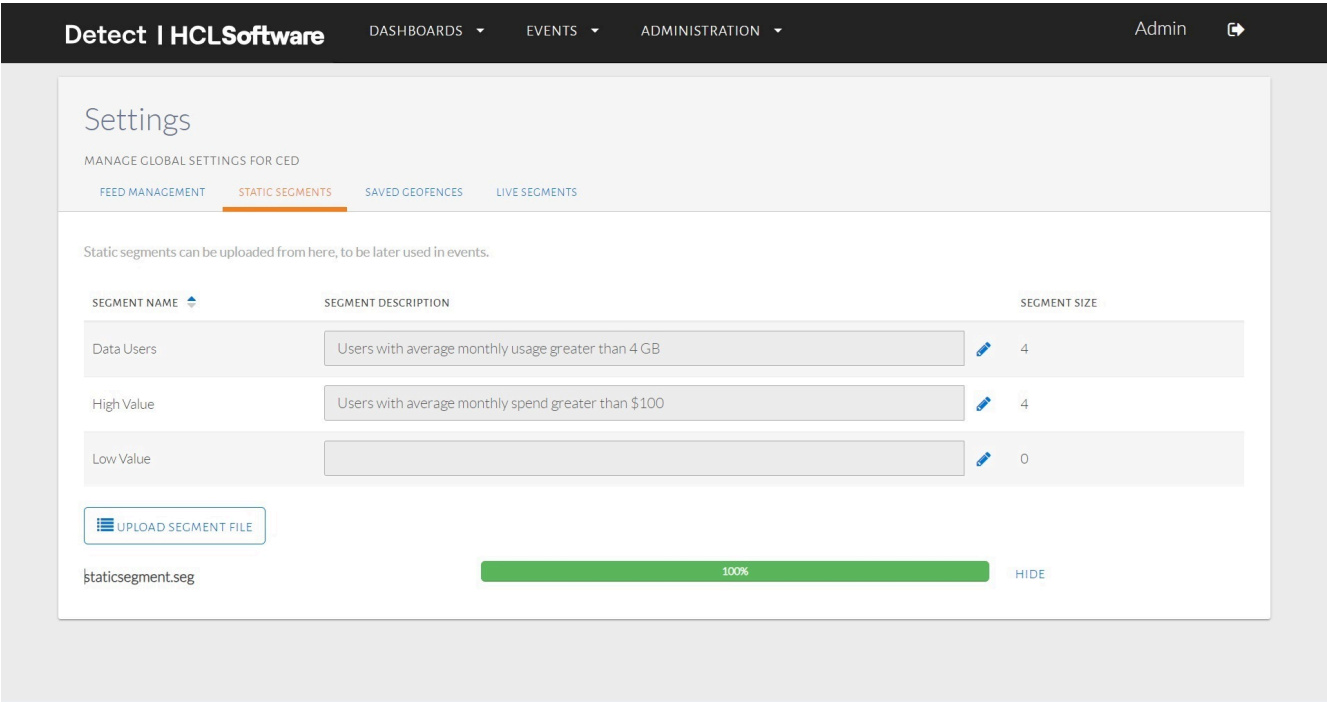 Detect | HCLSoftware DASHBOARDS EVENTS ADMINISTRATION Admin
Settings
MANAGE GLOBAL SETTINGS FOR CED
FEED MANAGEMENT STATIC SEGMENTS SAVED GEOFENCES LIVE SEGMENTS
Static segments can be uploaded from here, to be later used in events.
SEGMENT NAME SEGMENT DESCRIPTION SEGMENT SIZE
Data Users Users with average monthly usage greater than 4 GB 4
High Value Users with average monthly spend greater than $100 4
Low Value 0
UPLOAD SEGMENT FILE
staticsegment.seg 100% HIDE